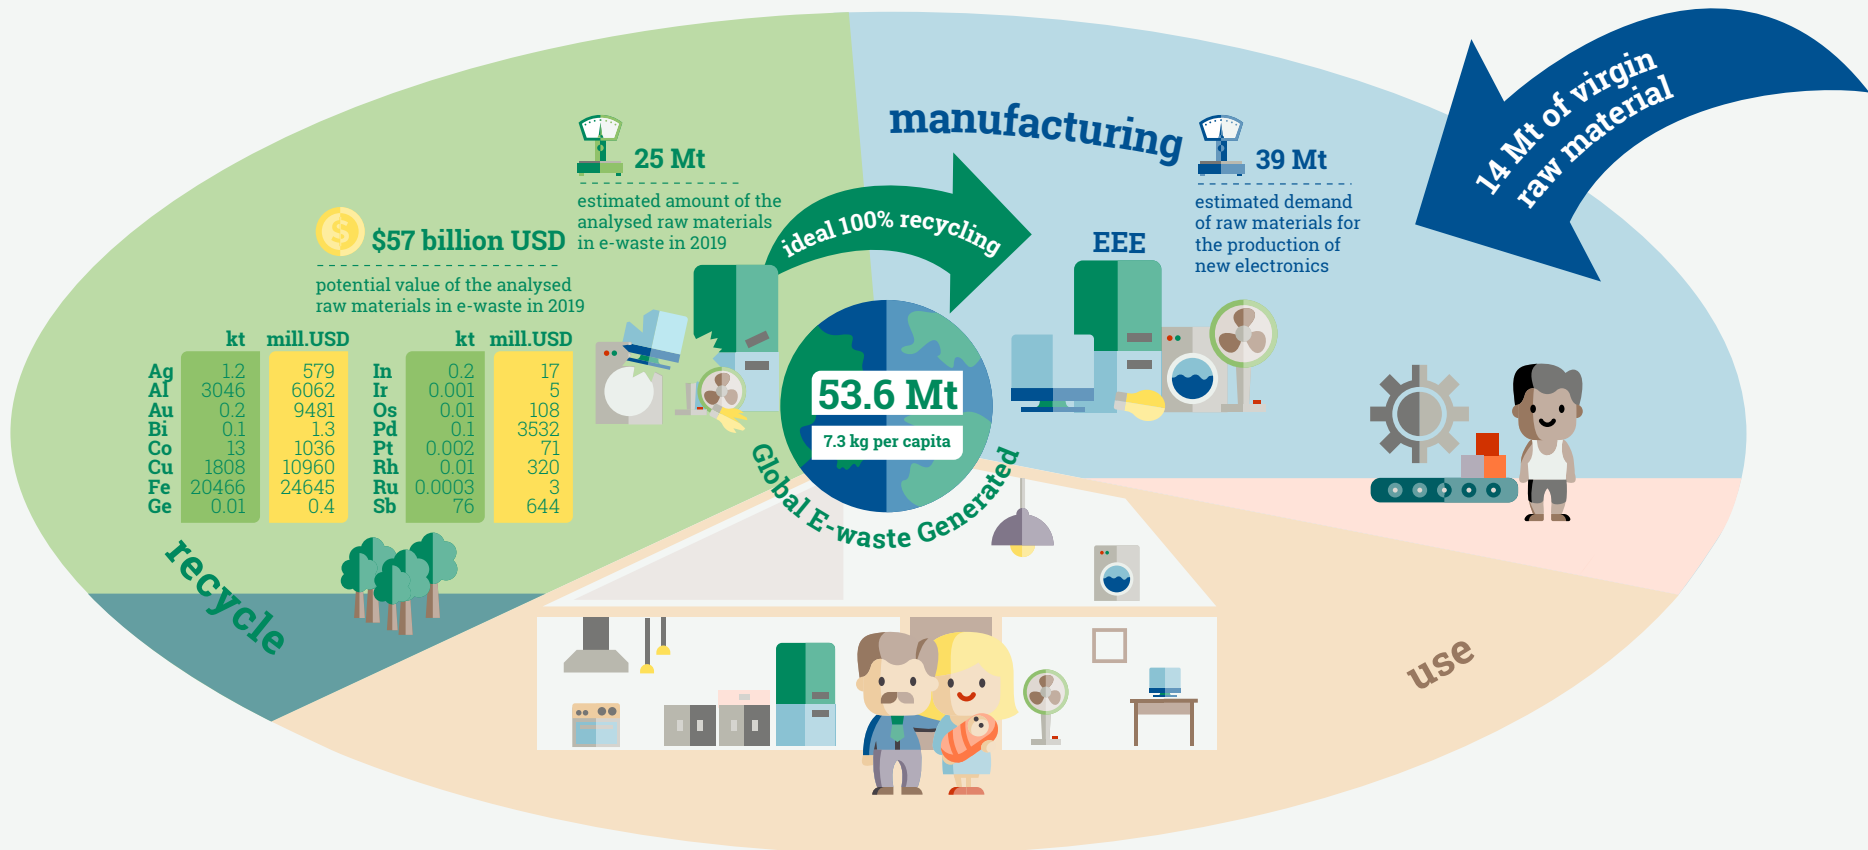 manufacturing
14 Mt of virgin
raw material
25 Mt
estimated amount of the
analysed raw materials
in e-waste in 2019
39 Mt
estimated demand
of raw materials for
the production of
new electronics
$57 billion USD
potential value of the analysed
raw materials in e-waste in 2019
ideal 100% recycling
EEE
kt mill.USD kt mill.USD
Ag 1.2 579 In 0.2 17
Al 3046 6062 Ir 0.001 5
Au 0.2 9481 Os 0.01 108
Bi 0.1 1.3 Pd 0.1 3532
Co 13 1036 Pt 0.002 71
Cu 1808 10960 Rh 0.01 320
Fe 20466 24645 Ru 0.0003 3
Ge 0.01 0.4 Sb 76 644
53.6 Mt
7.3 kg per capita
Global E-waste Generated
recycle
use